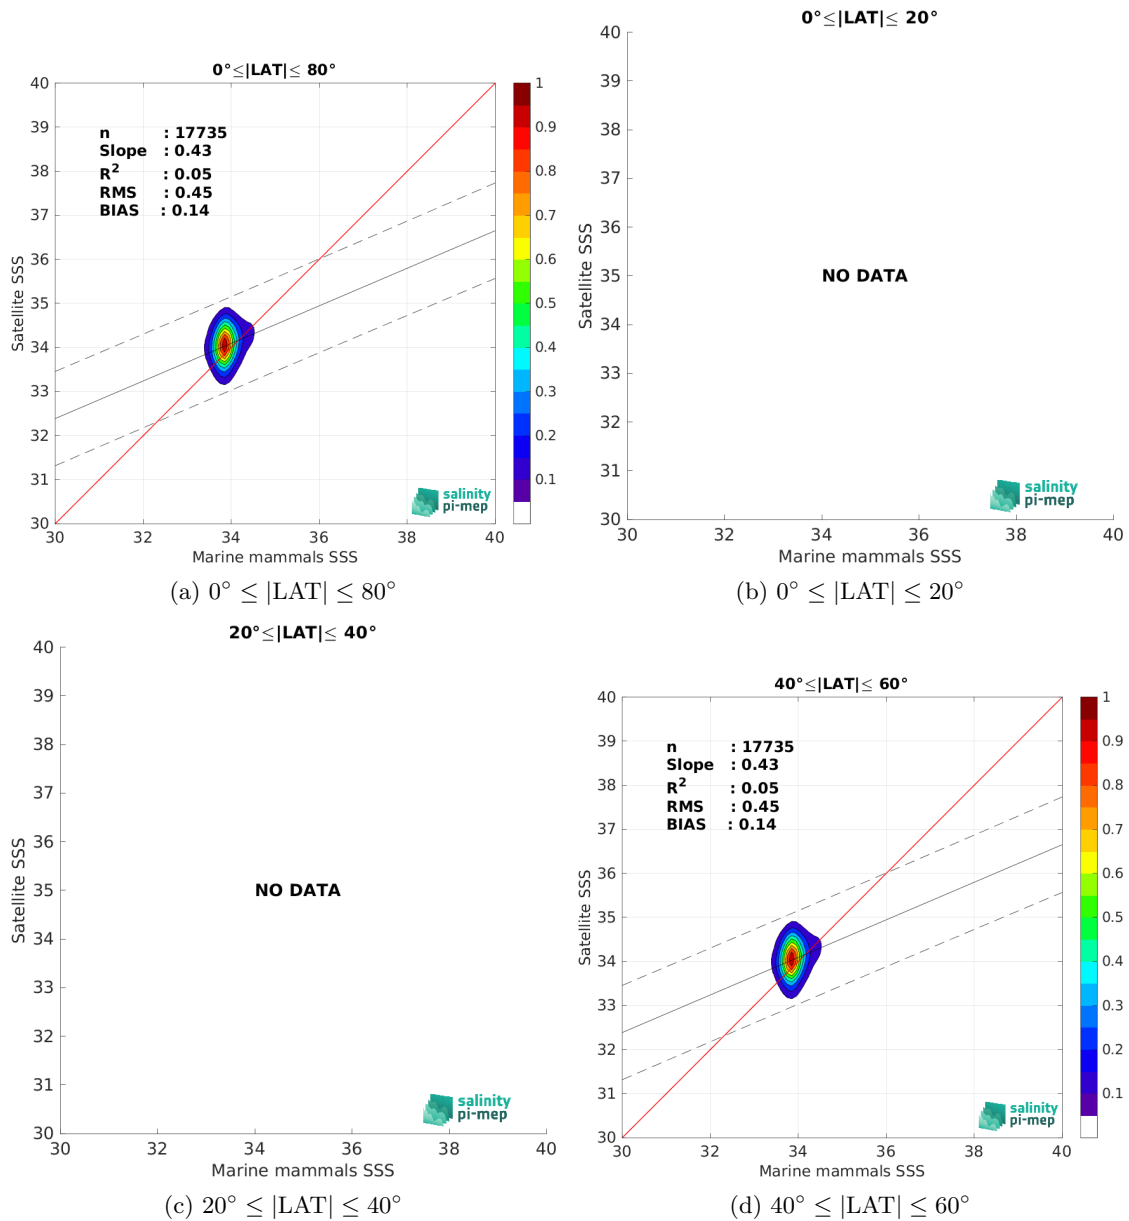 0°≤|LAT|≤ 80°
40
39
38
37
36
35
34
33
32
31
30
Satellite SSS
n : 17735
Slope : 0.43
R² : 0.05
RMS : 0.45
BIAS : 0.14
salinity
pi-mep
30 32 34 36 38 40
Marine mammals SSS
1
0.9
0.8
0.7
0.6
0.5
0.4
0.3
0.2
0.1
(a) 0° ≤ |LAT| ≤ 80°
0°≤|LAT|≤ 20°
40
39
38
37
36
35
34
33
32
31
30
Satellite SSS
NO DATA
salinity
pi-mep
30 32 34 36 38 40
Marine mammals SSS
(b) 0° ≤ |LAT| ≤ 20°
20°≤|LAT|≤ 40°
40
39
38
37
36
35
34
33
32
31
30
Satellite SSS
NO DATA
salinity
pi-mep
30 32 34 36 38 40
Marine mammals SSS
(c) 20° ≤ |LAT| ≤ 40°
40°≤|LAT|≤ 60°
40
39
38
37
36
35
34
33
32
31
30
Satellite SSS
n : 17735
Slope : 0.43
R² : 0.05
RMS : 0.45
BIAS : 0.14
salinity
pi-mep
30 32 34 36 38 40
Marine mammals SSS
1
0.9
0.8
0.7
0.6
0.5
0.4
0.3
0.2
0.1
(d) 40° ≤ |LAT| ≤ 60°